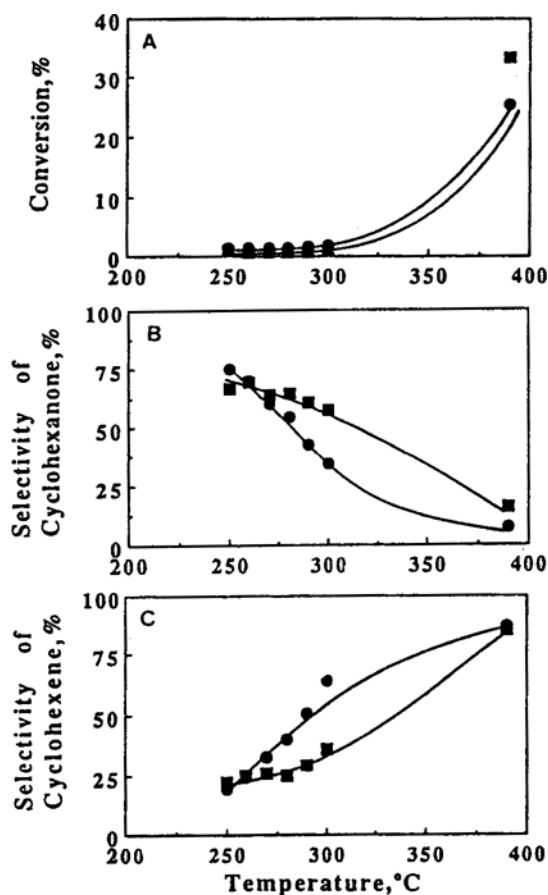 A
Conversion,%
40
30
20
10
0
200 250 300 350 400
B
Selectivity of
Cyclohexanone,%
100
75
50
25
0
200 250 300 350 400
C
Selectivity of
Cyclohexene,%
100
75
50
25
0
200 250 300 350 400
Temperature,°C